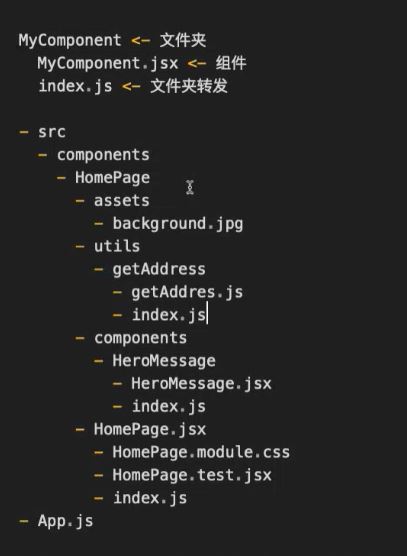 MyComponent <- 文件夹
MyComponent.jsx <- 组件
index.js <- 文件夹转发
- src
- components
- HomePage
- assets
- background.jpg
- utils
- getAddress
- getAddres.js
- index.js
- components
- HeroMessage
- HeroMessage.jsx
- index.js
- HomePage.jsx
- HomePage.module.css
- HomePage.test.jsx
- index.js
- App.js